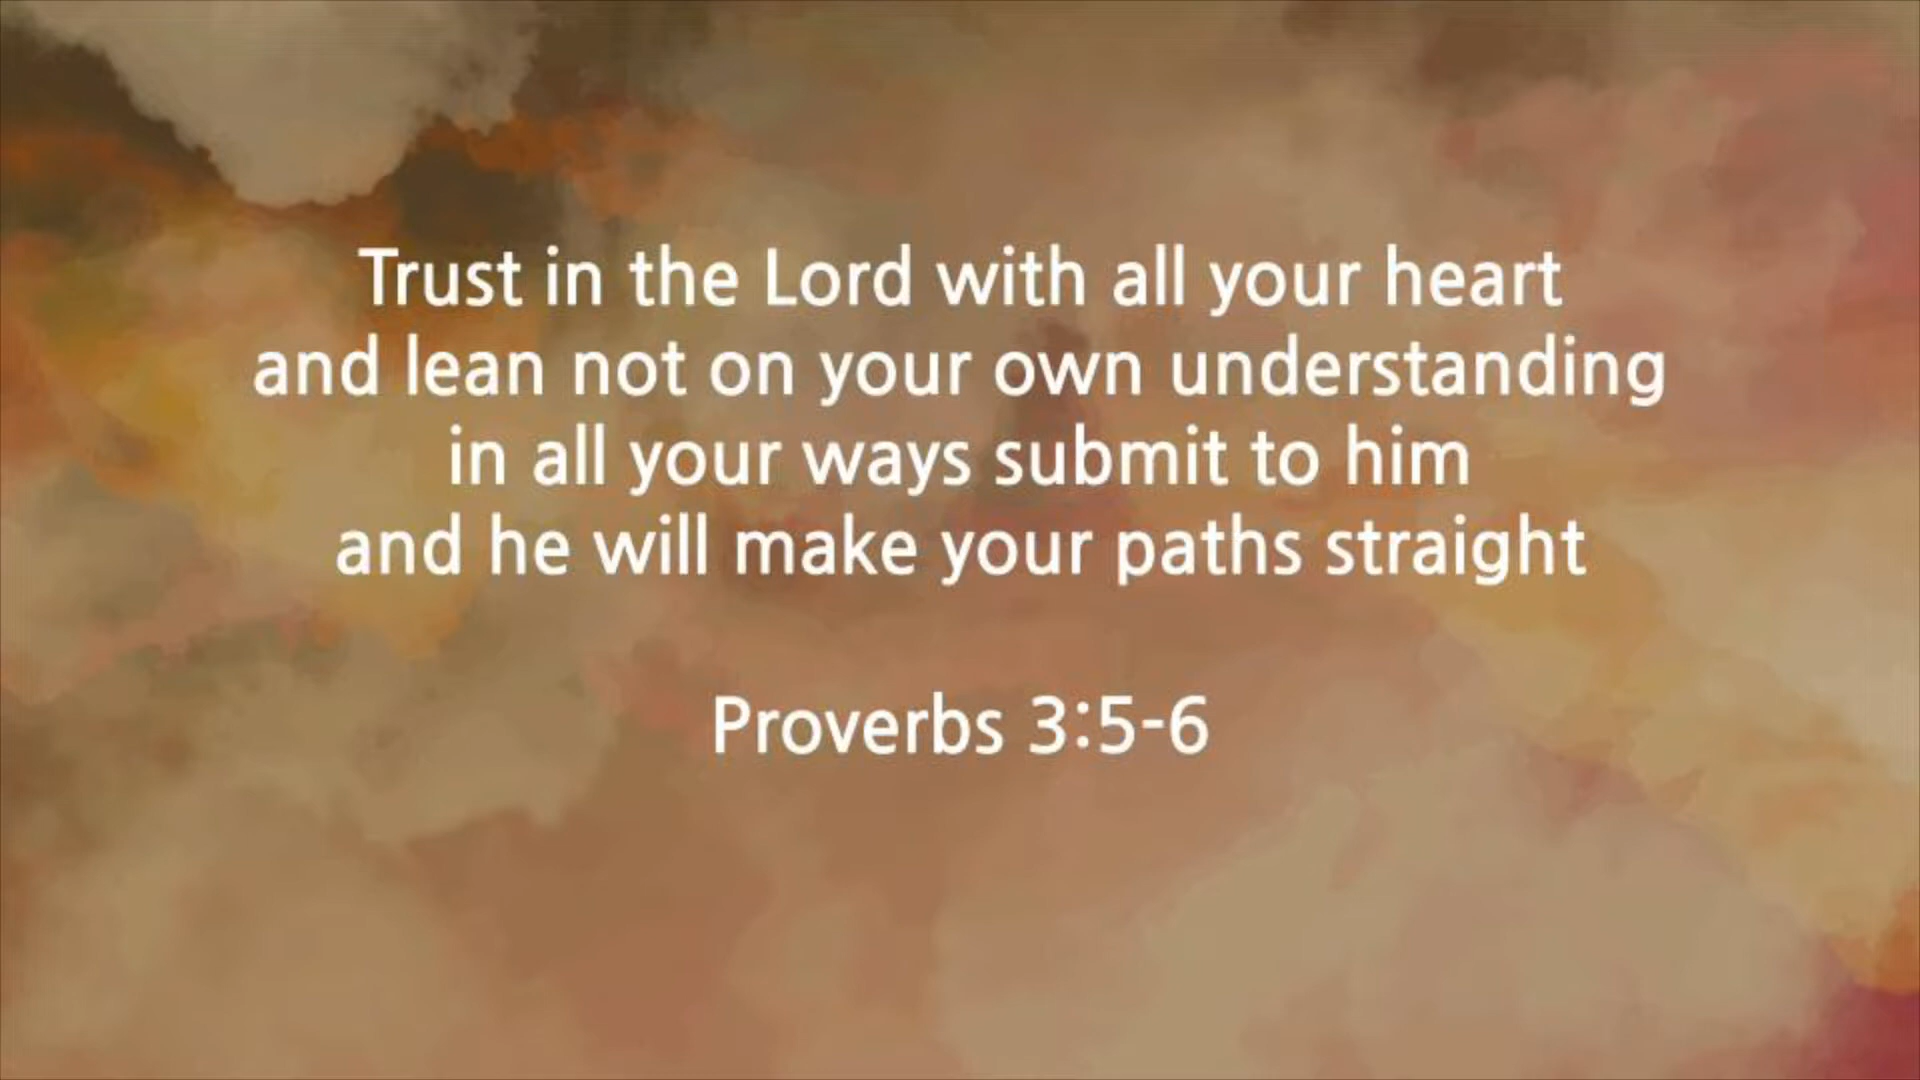 Trust in the Lord with all your heart
and lean not on your own understanding
in all your ways submit to him
and he will make your paths straight
Proverbs 3:5-6